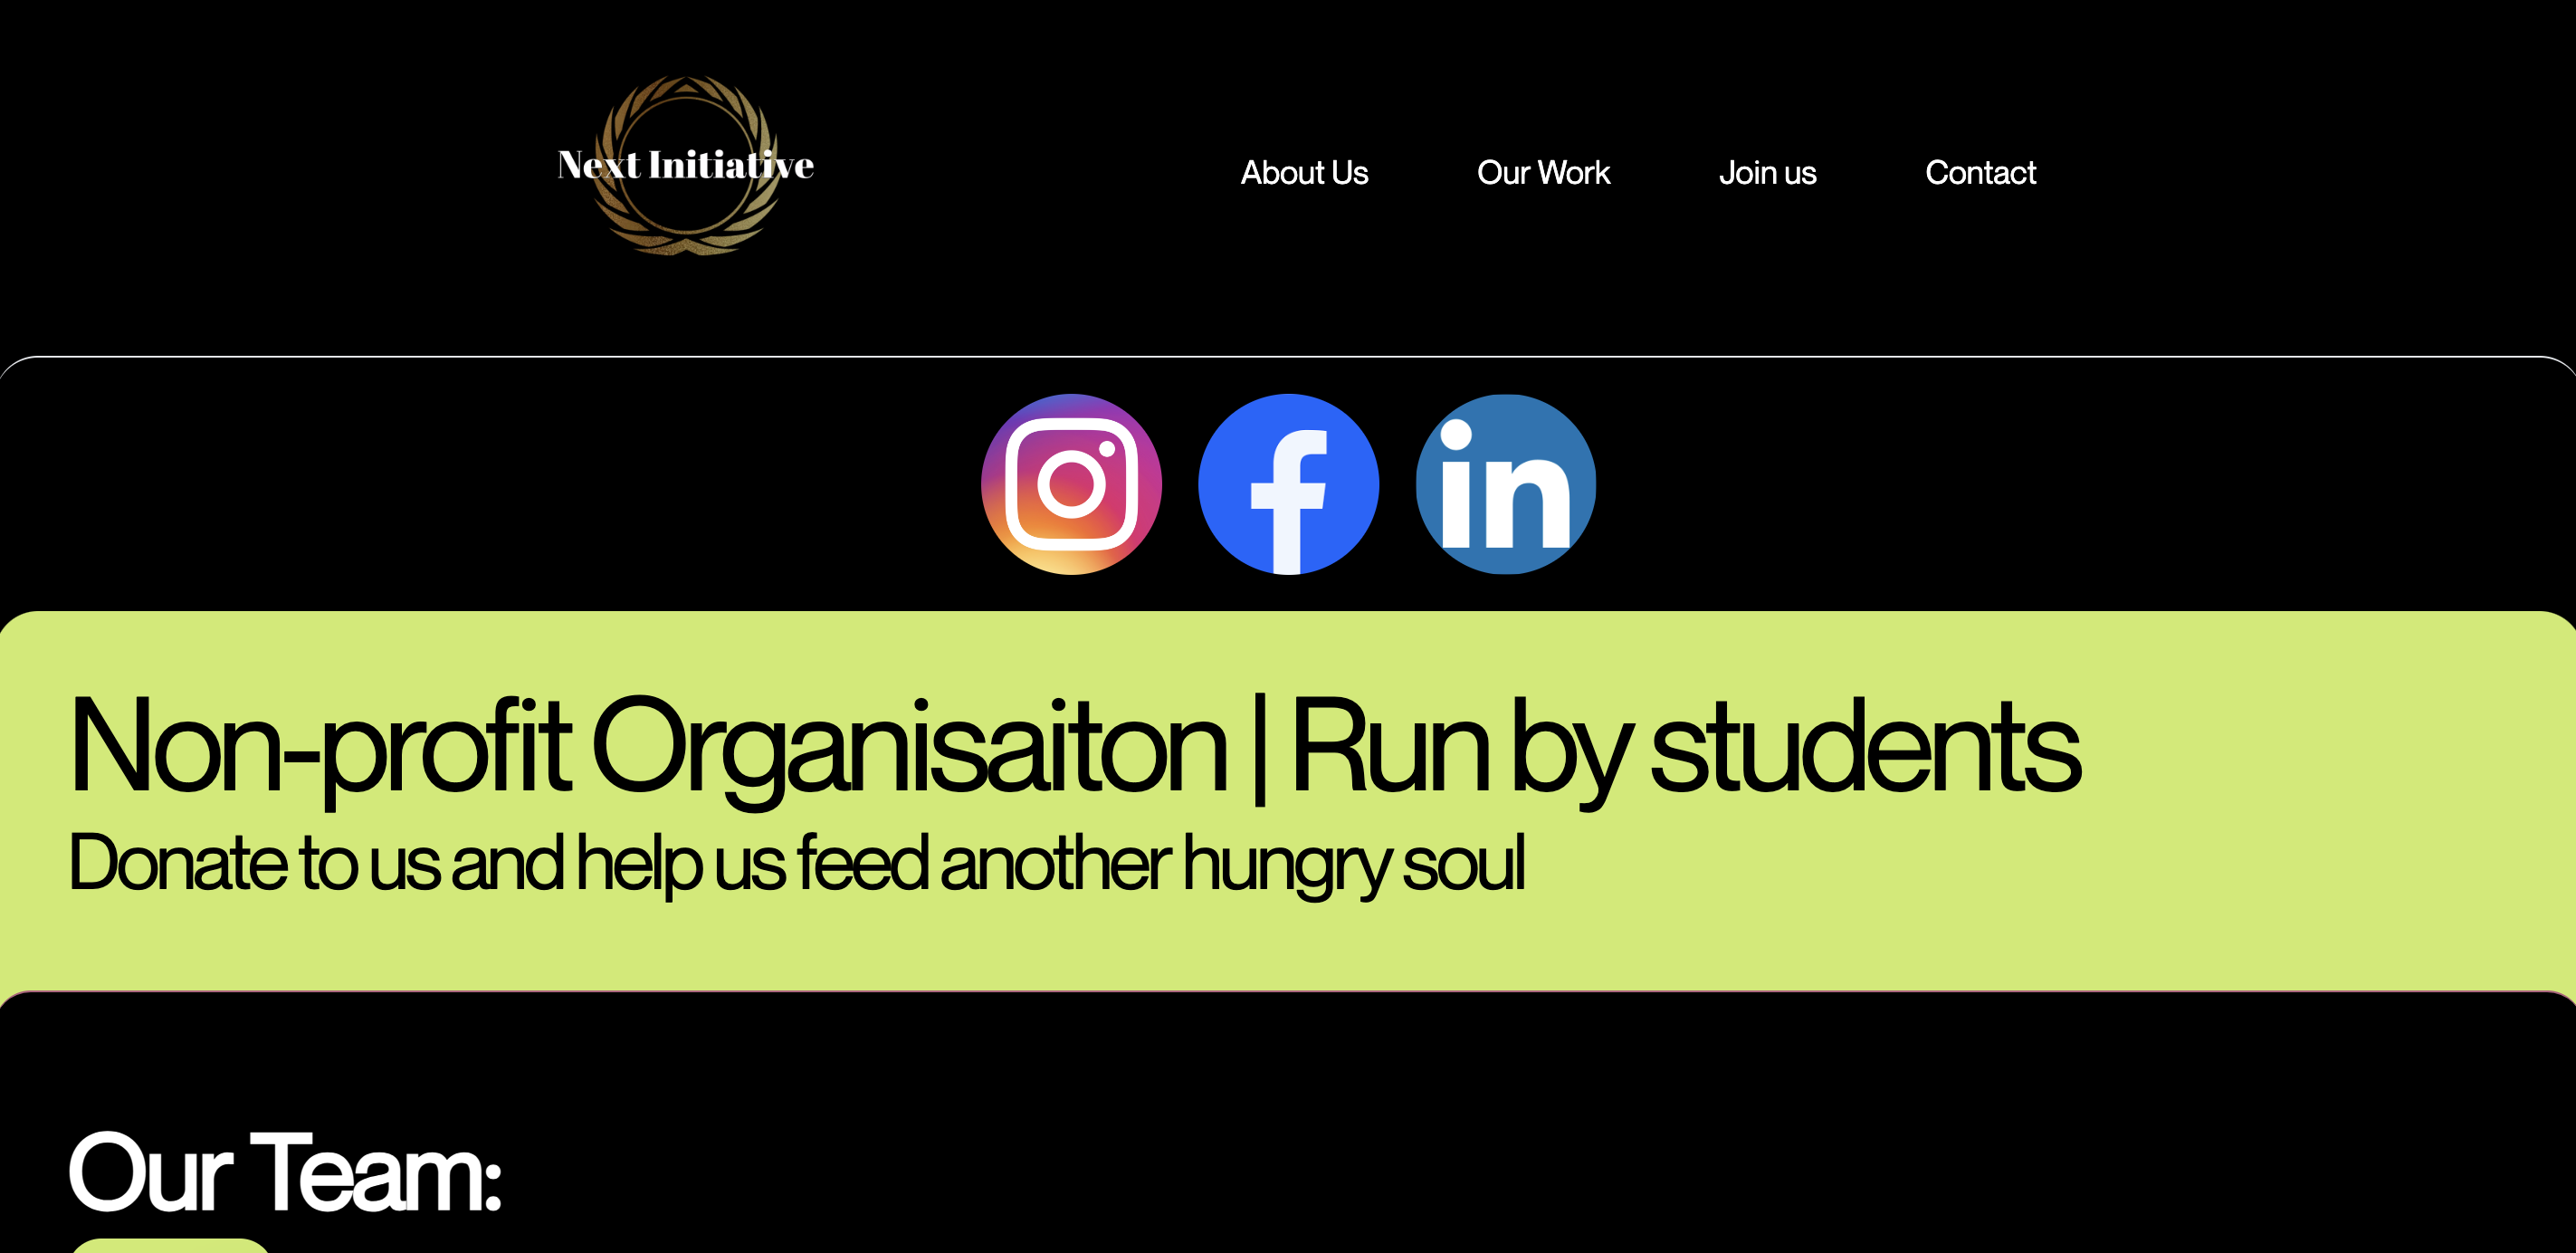 Next Initiative
About Us
Our Work
Join us
Contact
in
Non-profit Organisaiton | Run by students
Donate to us and help us feed another hungry soul
Our Team: